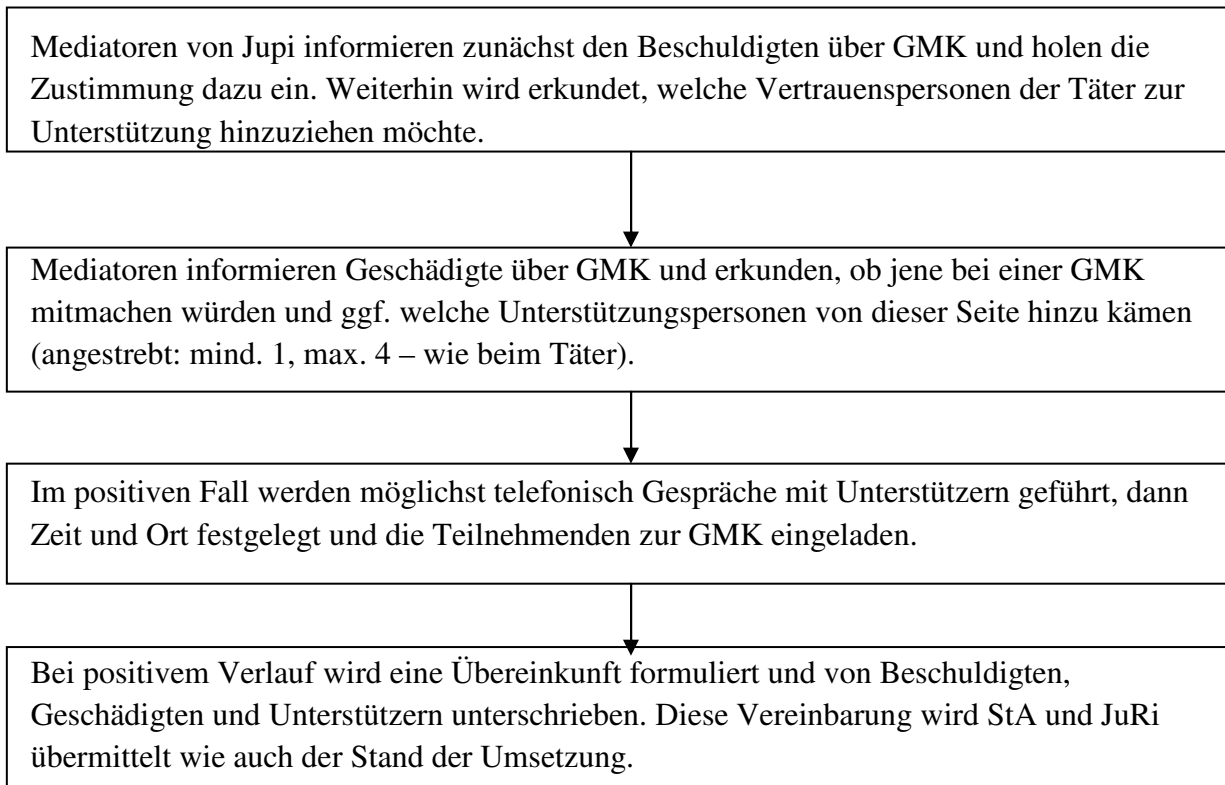 Mediatoren von Jupi informieren zunächst den Beschuldigten über GMK und holen die
Zustimmung dazu ein. Weiterhin wird erkundet, welche Vertrauenspersonen der Täter zur
Unterstützung hinzuziehen möchte.
Mediatoren informieren Geschädigte über GMK und erkunden, ob jene bei einer GMK
mitmachen würden und ggf. welche Unterstützungspersonen von dieser Seite hinzu kämen
(angestrebt: mind. 1, max. 4 – wie beim Täter).
Im positiven Fall werden möglichst telefonisch Gespräche mit Unterstützern geführt, dann
Zeit und Ort festgelegt und die Teilnehmenden zur GMK eingeladen.
Bei positivem Verlauf wird eine Übereinkunft formuliert und von Beschuldigten,
Geschädigten und Unterstützern unterschrieben. Diese Vereinbarung wird StA und JuRi
übermittelt wie auch der Stand der Umsetzung.